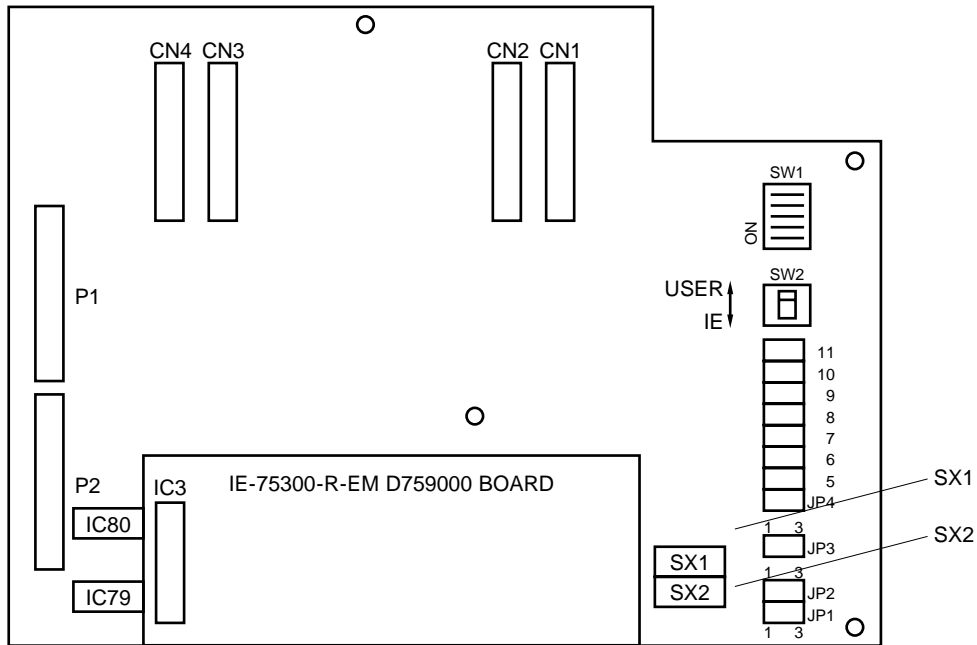 CN4 CN3 CN2 CN1
SW1
ON
SW2
USER
IE
P1
11
10
9
8
7
6
5
JP4
1 3
JP3
1 3
JP2
JP1
1 3
SX1
SX2
P2
IC3
IE-75300-R-EM D759000 BOARD
IC80
IC79
SX1
SX2